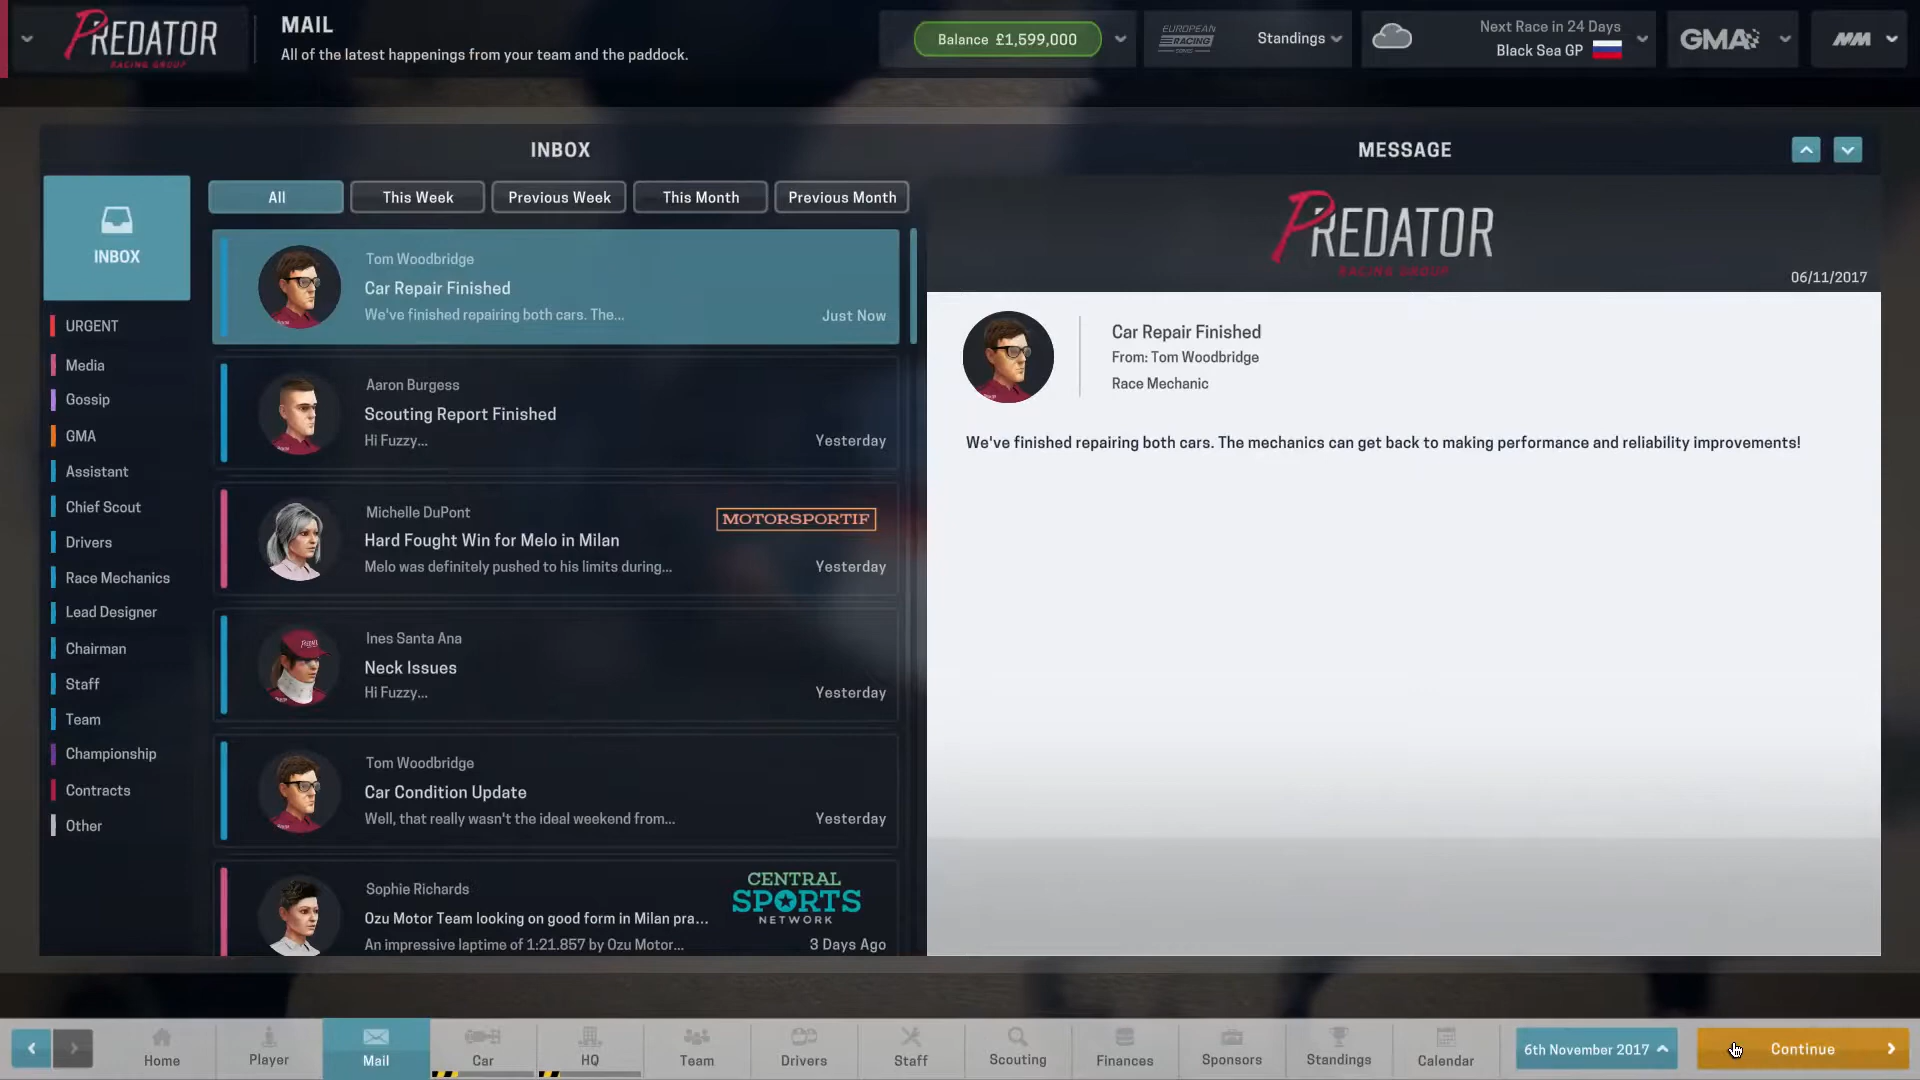 PREDATOR
RACING GROUP
MAIL
All of the latest happenings from your team and the paddock.
Balance £1,599,000
EUROPEAN
RACING
SERIES
Standings
Next Race in 24 Days
Black Sea GP
GMA
MM
INBOX
MESSAGE
INBOX
All
This Week
Previous Week
This Month
Previous Month
PREDATOR
RACING GROUP
06/11/2017
URGENT
Media
Gossip
GMA
Assistant
Chief Scout
Drivers
Race Mechanics
Lead Designer
Chairman
Staff
Team
Championship
Contracts
Other
Tom Woodbridge
Car Repair Finished
We've finished repairing both cars. The...
Just Now
Aaron Burgess
Scouting Report Finished
Hi Fuzzy...
Yesterday
Michelle DuPont
MOTORSPORTIF
Hard Fought Win for Melo in Milan
Melo was definitely pushed to his limits during...
Yesterday
Ines Santa Ana
Neck Issues
Hi Fuzzy...
Yesterday
Tom Woodbridge
Car Condition Update
Well, that really wasn't the ideal weekend from...
Yesterday
Sophie Richards
CENTRAL
SPORTS
NETWORK
Ozu Motor Team looking on good form in Milan pra...
An impressive laptime of 1:21.857 by Ozu Motor...
3 Days Ago
Car Repair Finished
From: Tom Woodbridge
Race Mechanic
We've finished repairing both cars. The mechanics can get back to making performance and reliability improvements!
Home
Player
Mail
Car
HQ
Team
Drivers
Staff
Scouting
Finances
Sponsors
Standings
Calendar
6th November 2017
Continue